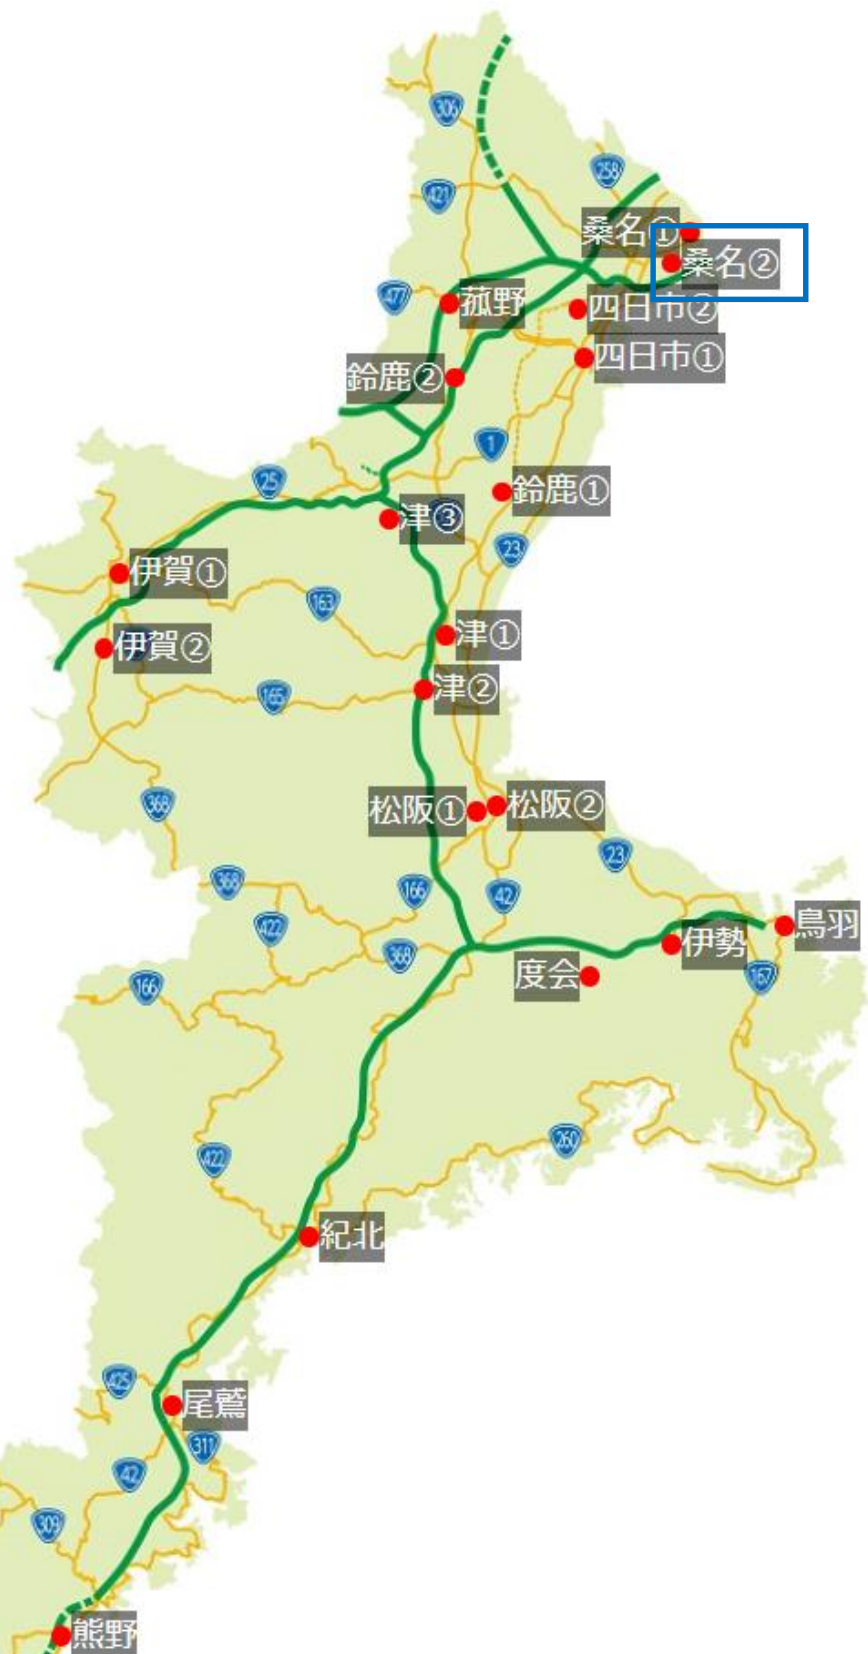 306
258
421
桑名①
桑名②
477
菰野
四日市②
四日市①
鈴鹿②
1
25
鈴鹿①
津③
23
伊賀①
163
津①
伊賀②
165
津②
368
松阪①
松阪②
23
368
166
42
422
鳥羽
368
伊勢
度会
167
166
260
422
紀北
425
尾鷲
311
42
309
熊野